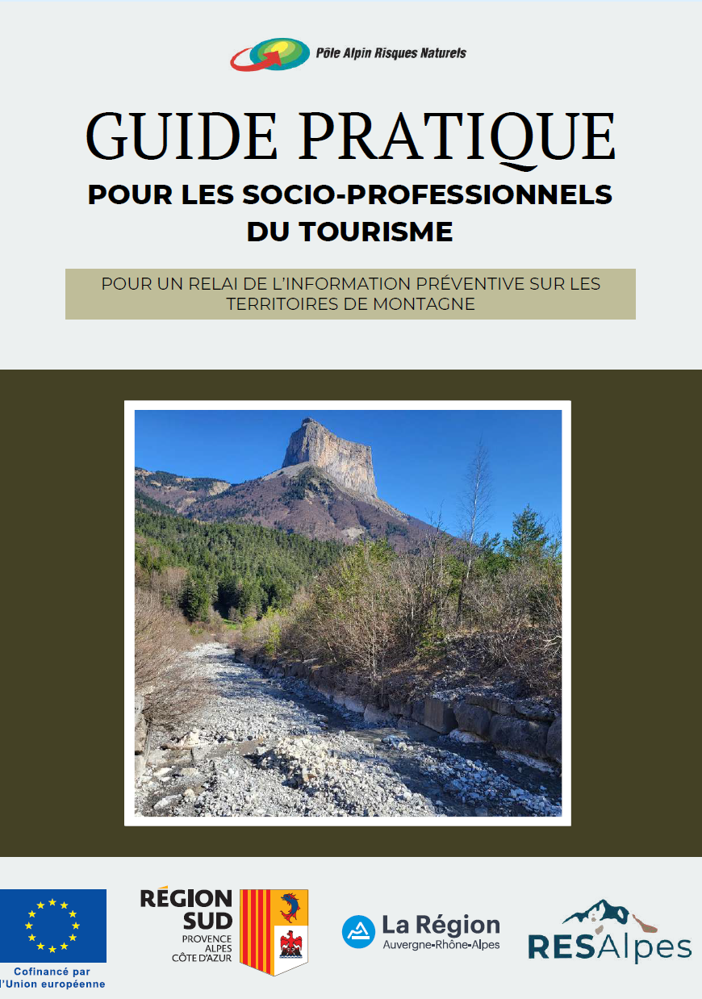 Pôle Alpin Risques Naturels
GUIDE PRATIQUE
POUR LES SOCIO-PROFESSIONNELS
DU TOURISME
POUR UN RELAI DE L'INFORMATION PRÉVENTIVE SUR LES
TERRITOIRES DE MONTAGNE
Cofinancé par
l'Union européenne
RÉGION
SUD
PROVENCE
ALPES
CÔTE D'AZUR
La Région
Auvergne-Rhône-Alpes
RESAlpes